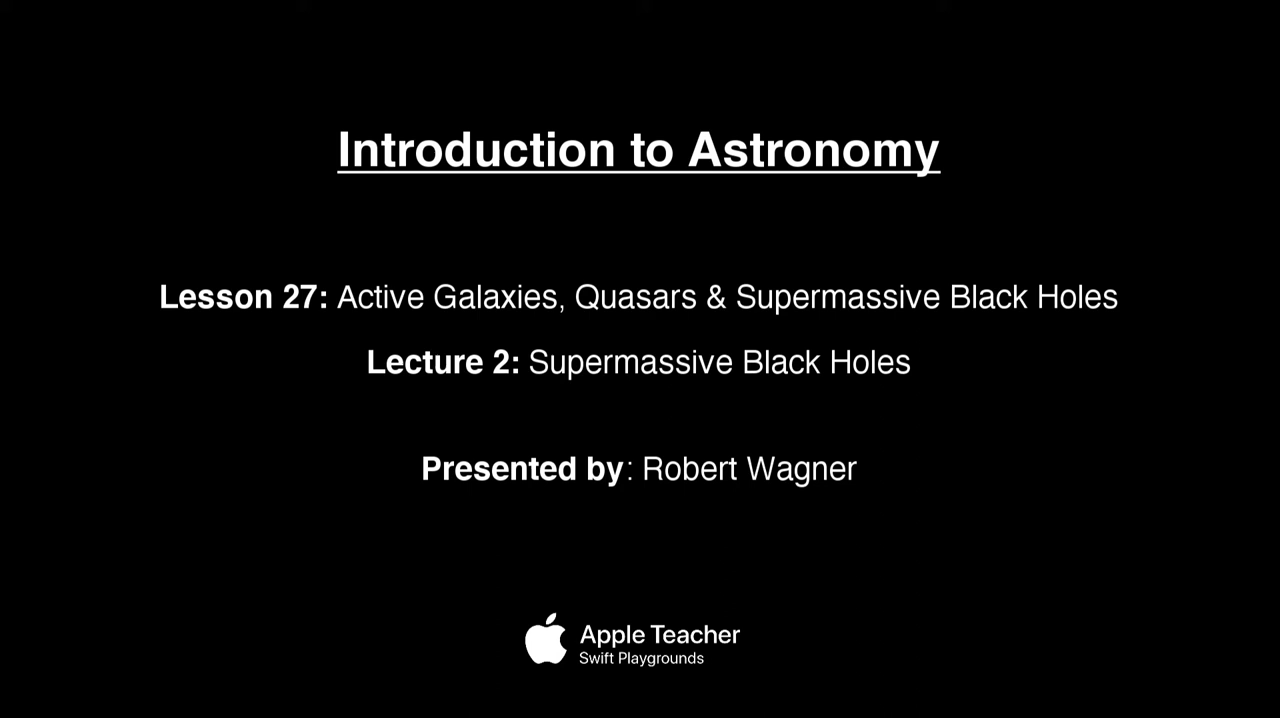 Introduction to Astronomy
Lesson 27: Active Galaxies, Quasars & Supermassive Black Holes
Lecture 2: Supermassive Black Holes
Presented by: Robert Wagner
Apple Teacher
Swift Playgrounds